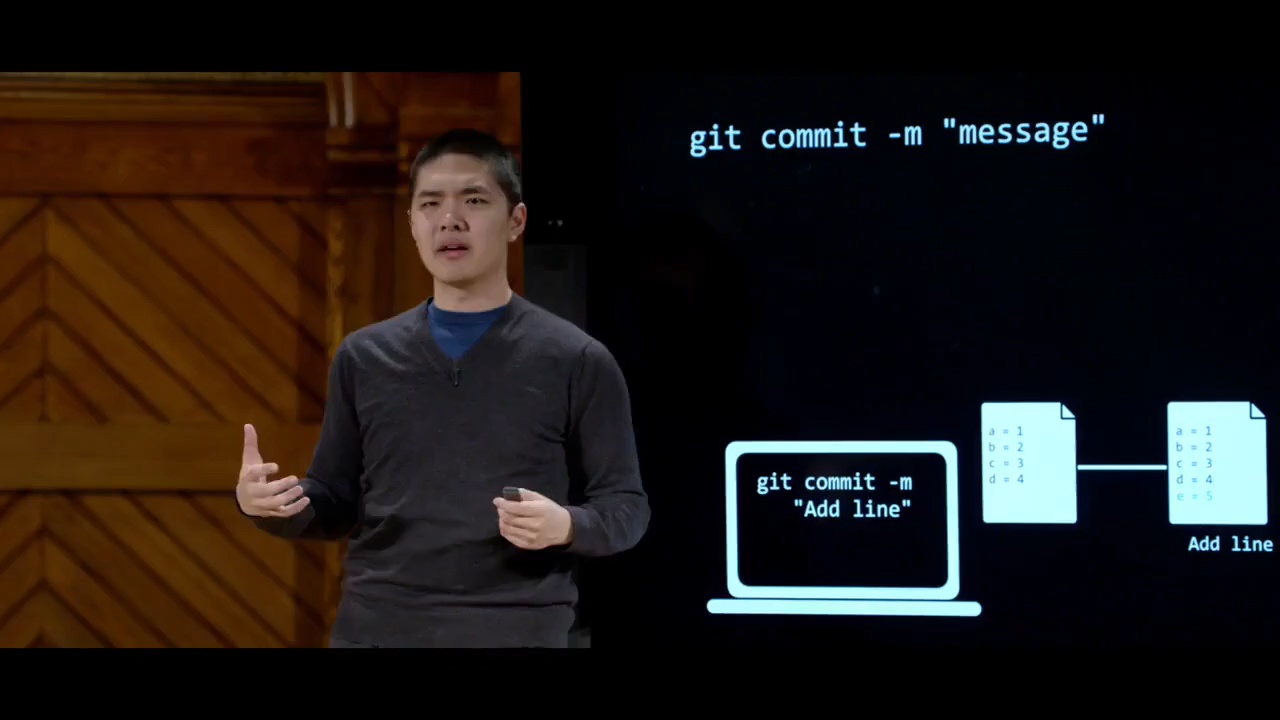 git commit -m "message"
git commit -m
"Add line"
a = 1
b = 2
c = 3
d = 4
a = 1
b = 2
c = 3
d = 4
e = 5
Add line